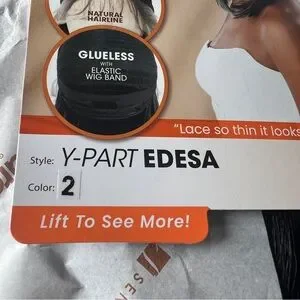 NATURAL
HAIRLINE
GLUELESS
WITH
ELASTIC
WIG BAND
"Lace so thin it looks
Style: Y-PART EDESA
Color: 2
Lift To See More!
SEN